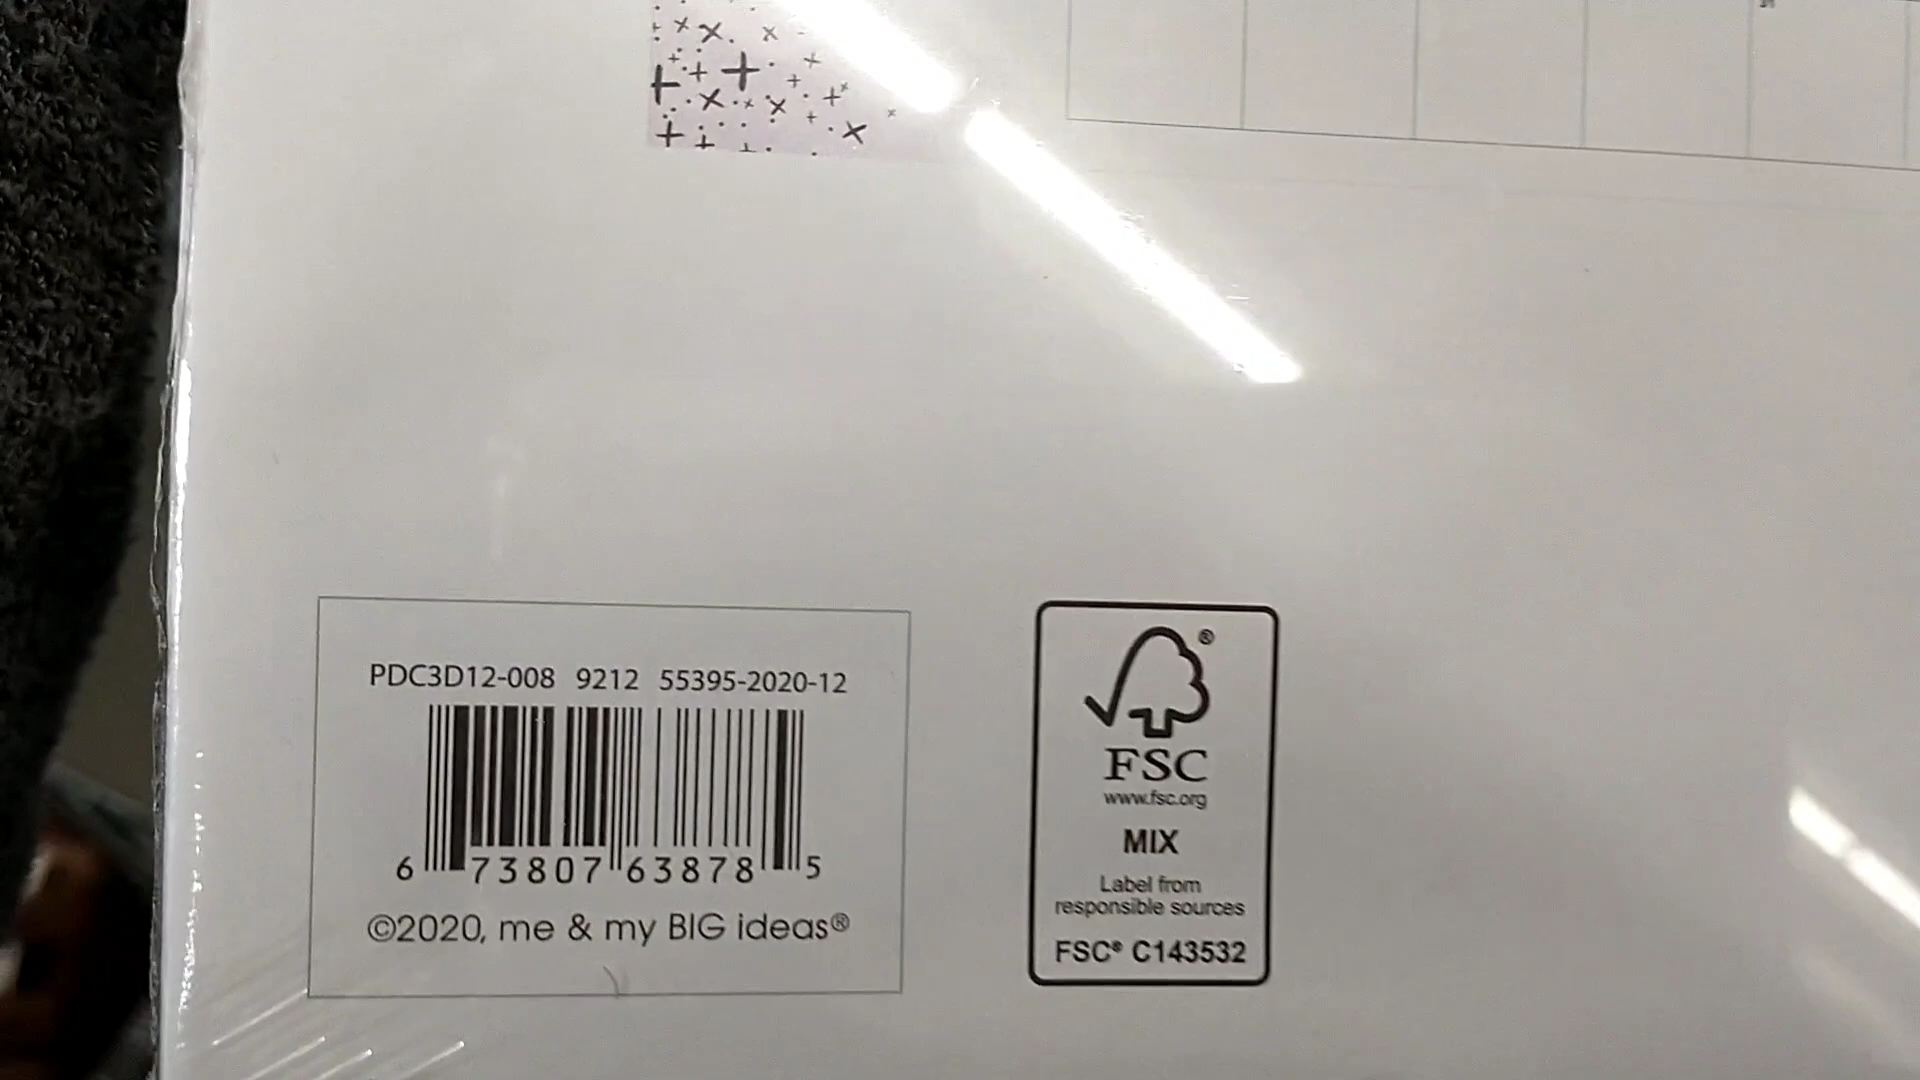 PDC3D12-008 9212 55395-2020-12
6 73807 63878 5
©2020, me & my BIG ideas®
®
FSC
www.fsc.org
MIX
Label from
responsible sources
FSC® C143532